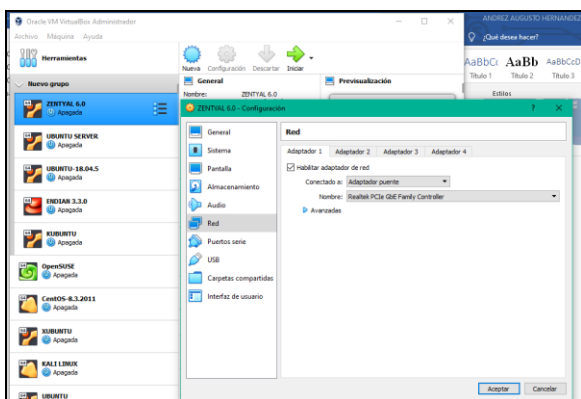 Oracle VM VirtualBox Administrador
Archivo Máquina Ayuda
Herramientas
Nuevo grupo
ZENTYAL 6.0
Apagada
UBUNTU SERVER
Apagada
UBUNTU-18.04.5
Apagada
ENDIAN 3.3.0
Apagada
KUBUNTU
Apagada
OpenSUSE
Apagada
CentOS-8.3.2011
Apagada
XUBUNTU
Apagada
KALI LINUX
Apagada
UBUNTU
Nueva Configuración Descartar Iniciar
General
Nombre: ZENTYAL 6.0
Previsualización
ANDRES AUGUSTO HERNANDEZ
¿Qué desea hacer?
AaBbCc AaBb AaBbCcD
Título 1 Título 2 Título 3
Estilos
ZENTYAL 6.0 - Configuración
? X
General
Sistema
Pantalla
Almacenamiento
Audio
Red
Puertos serie
USB
Carpetas compartidas
Interfaz de usuario
Red
Adaptador 1 Adaptador 2 Adaptador 3 Adaptador 4
Habilitar adaptador de red
Conectado a: Adaptador puente
Nombre: Realtek PCIe GbE Family Controller
Avanzadas
Aceptar Cancelar